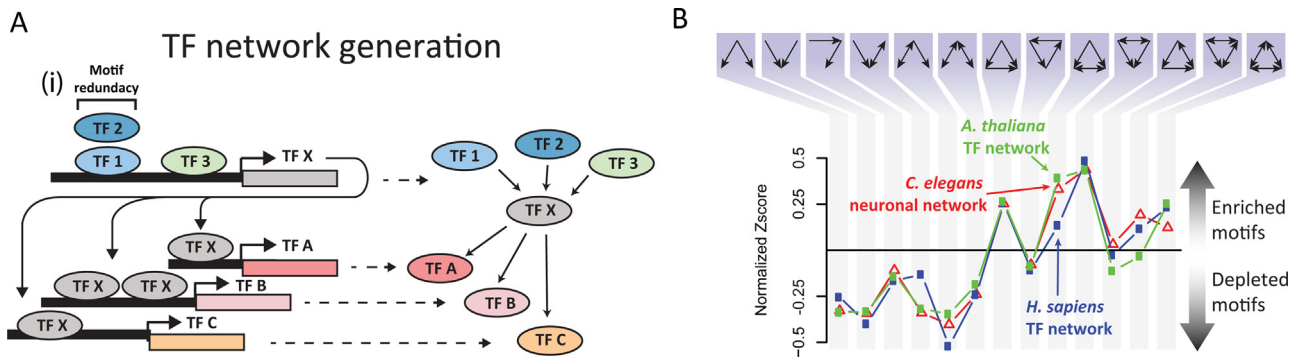 A
TF network generation
(i)
Motif
redundacy
TF 2
TF 1
TF 3
TF X
TF X
TF A
TF X
TF X
TF B
TF X
TF C
TF 1
TF 2
TF 3
TF X
TF A
TF B
TF C
B
A. thaliana
TF network
C. elegans
neuronal network
H. sapiens
TF network
Normalized Zscore
0.5
0.25
-0.25
-0.5
Enriched
motifs
Depleted
motifs